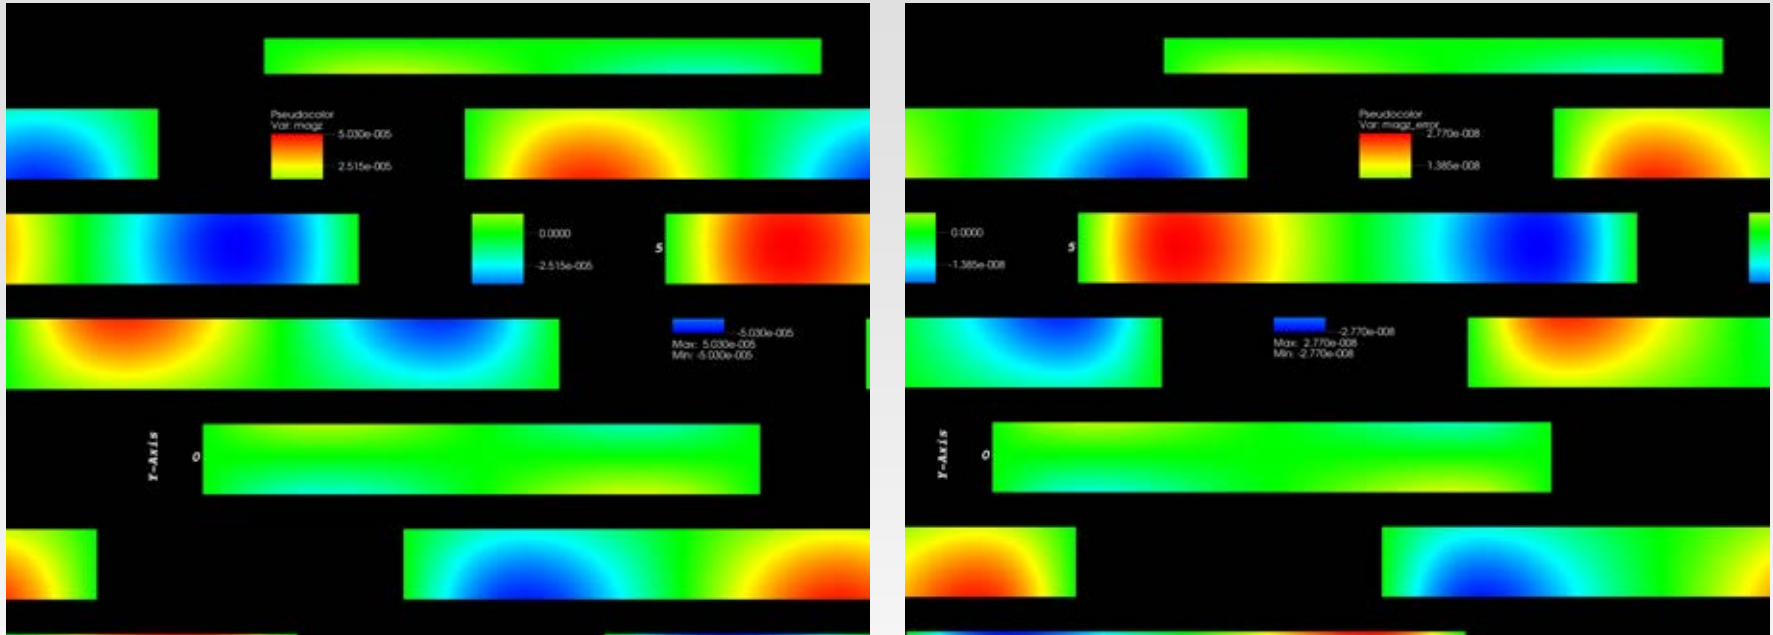 Pseudocolor
Var: magz
5.030e-005
2.515e-005
0.0000
-2.515e-005
5
-5.030e-005
Max: 5.030e-005
Min: -5.030e-005
Y-Axis
0
Pseudocolor
Var: magz_error
2.770e-008
1.385e-008
0.0000
-1.385e-008
5
-2.770e-008
Max: 2.770e-008
Min: -2.770e-008
Y-Axis
0